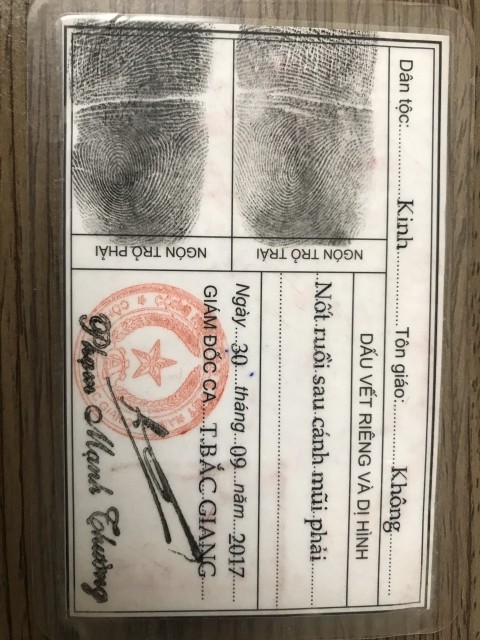 Dân tộc: Kinh Tôn giáo: Không
DẤU VẾT RIÊNG VÀ DỊ HÌNH
Nốt ruồi sau cánh mũi phải
NGÓN TRỎ TRÁI
NGÓN TRỎ PHẢI
Ngày 30 tháng 09 năm 2017
GIÁM ĐỐC CA T.BẮC GIANG
Phạm Mạnh Thường